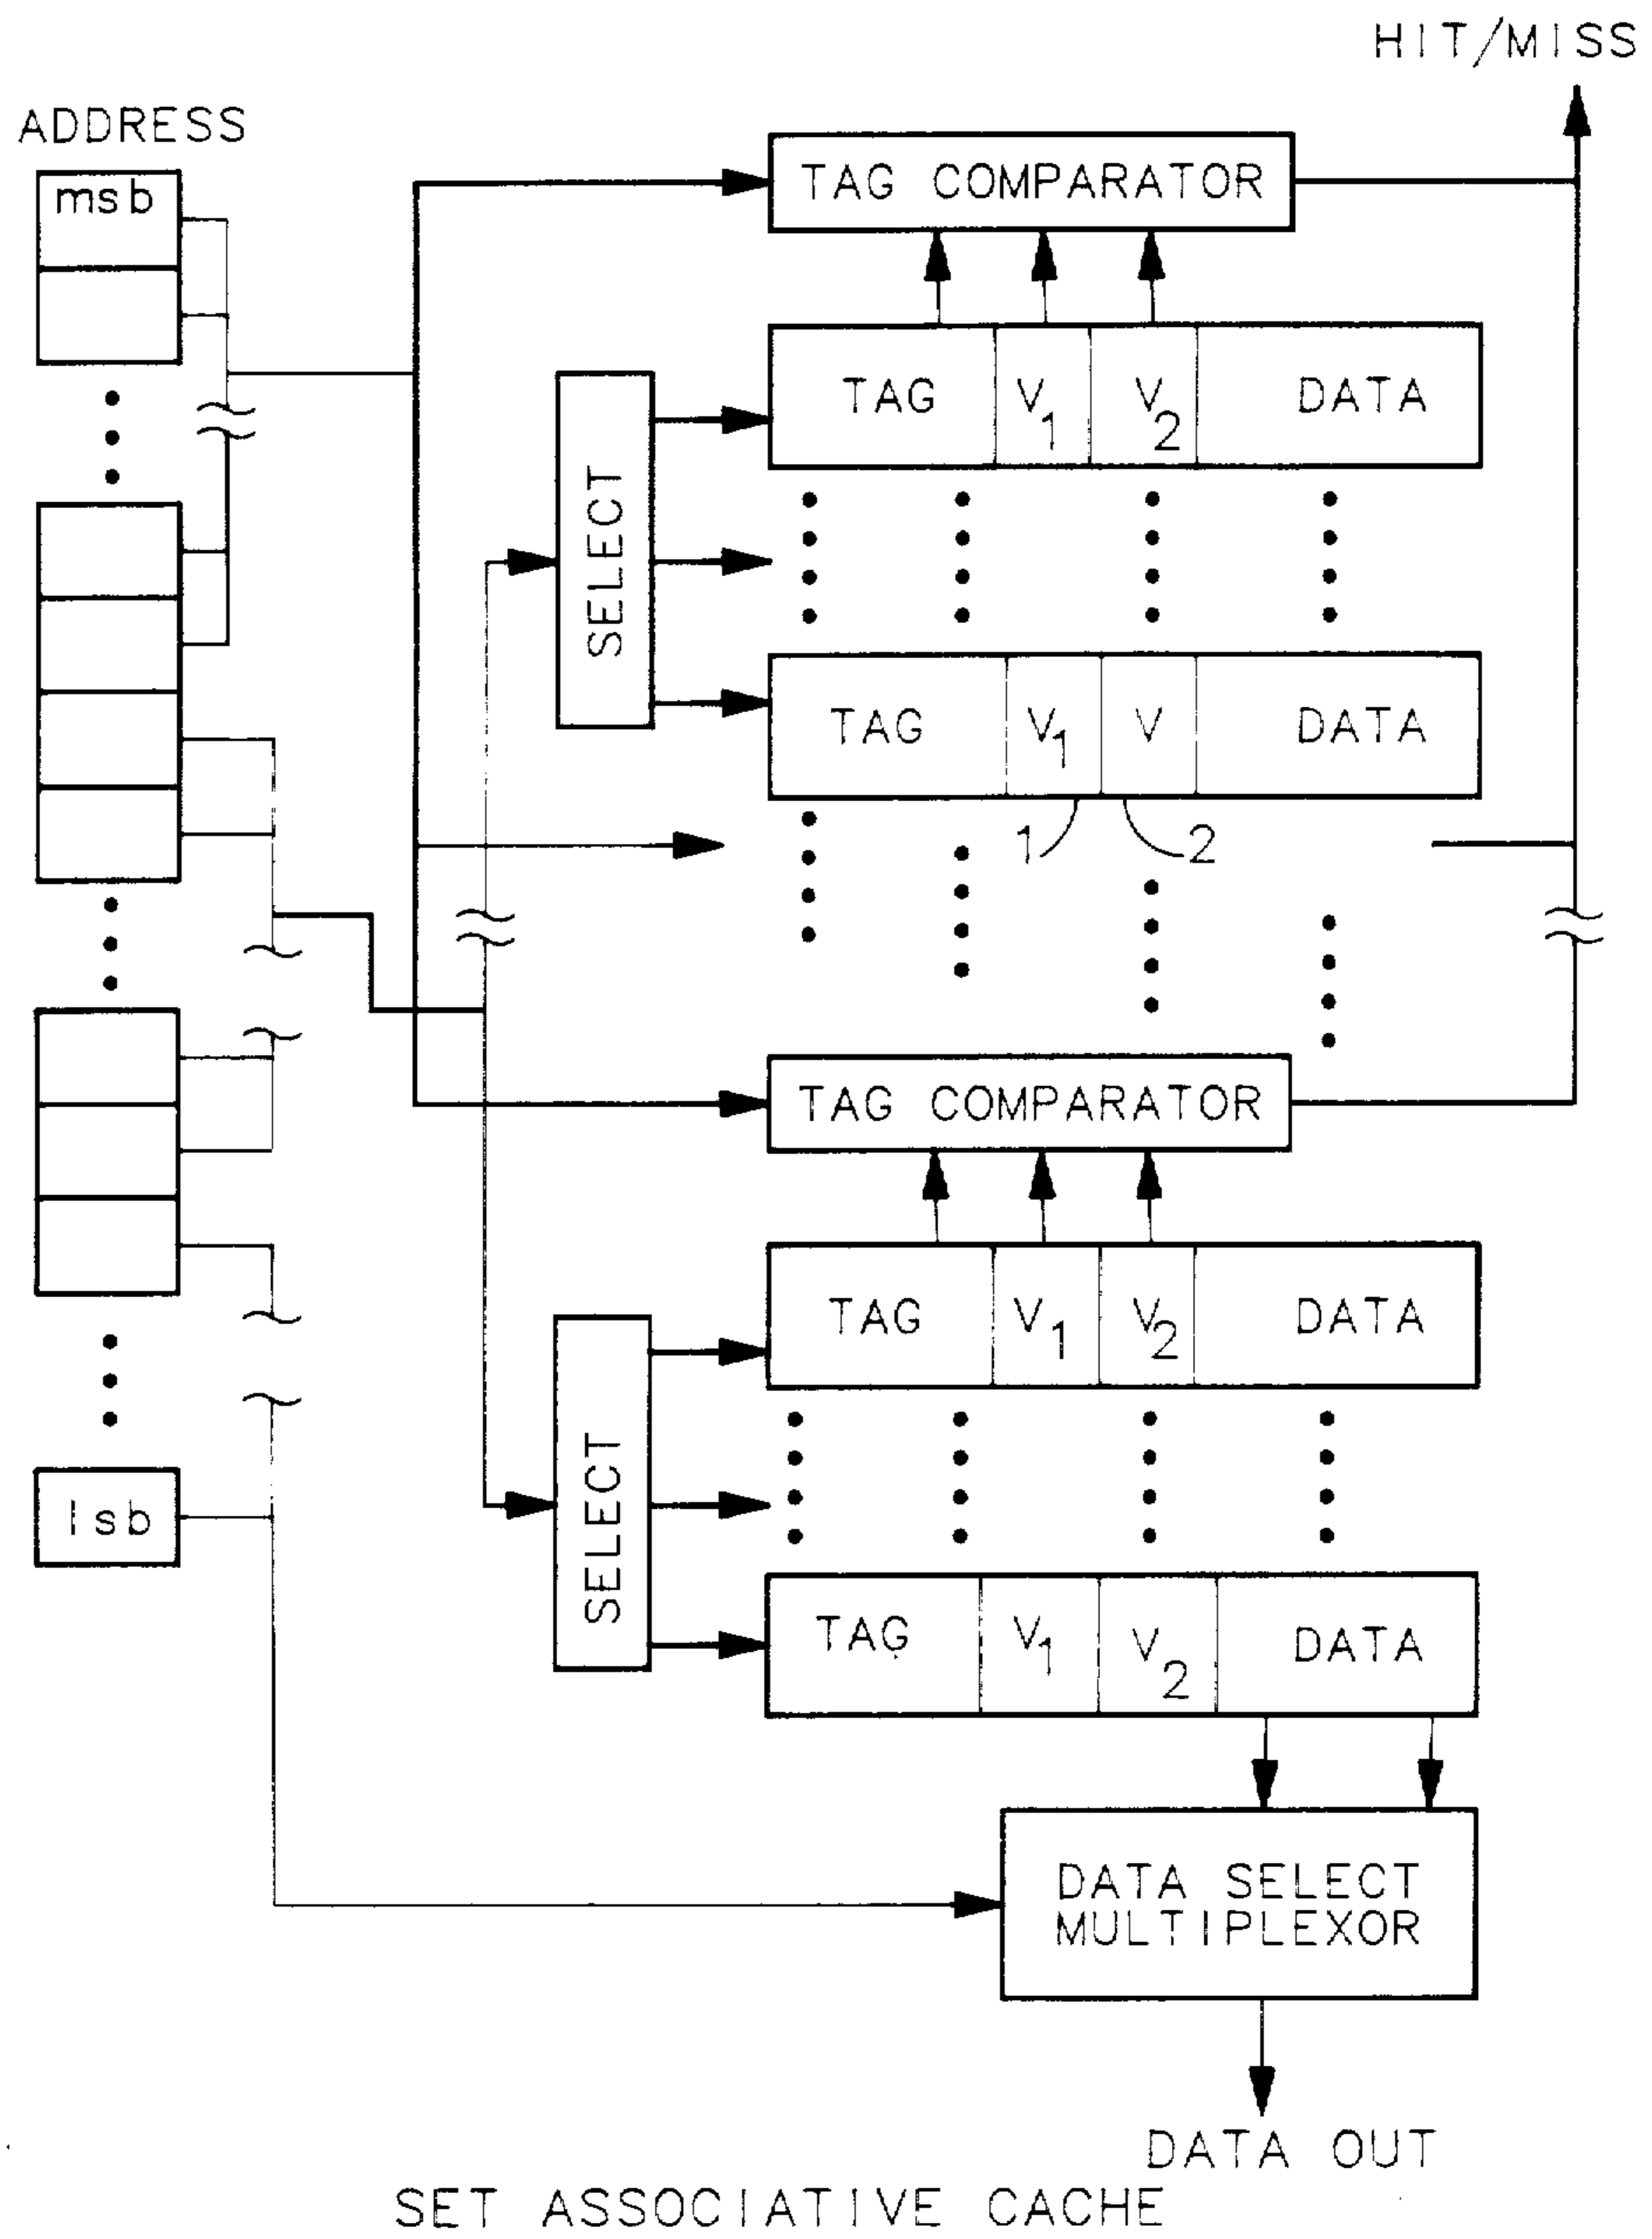 HIT/MISS
ADDRESS
msb
TAG COMPARATOR
SELECT
TAG V1 V2 DATA
TAG V1 V DATA
1 2
TAG COMPARATOR
SELECT
TAG V1 V2 DATA
lsb
TAG V1 V2 DATA
DATA SELECT
MULTIPLEXOR
DATA OUT
SET ASSOCIATIVE CACHE